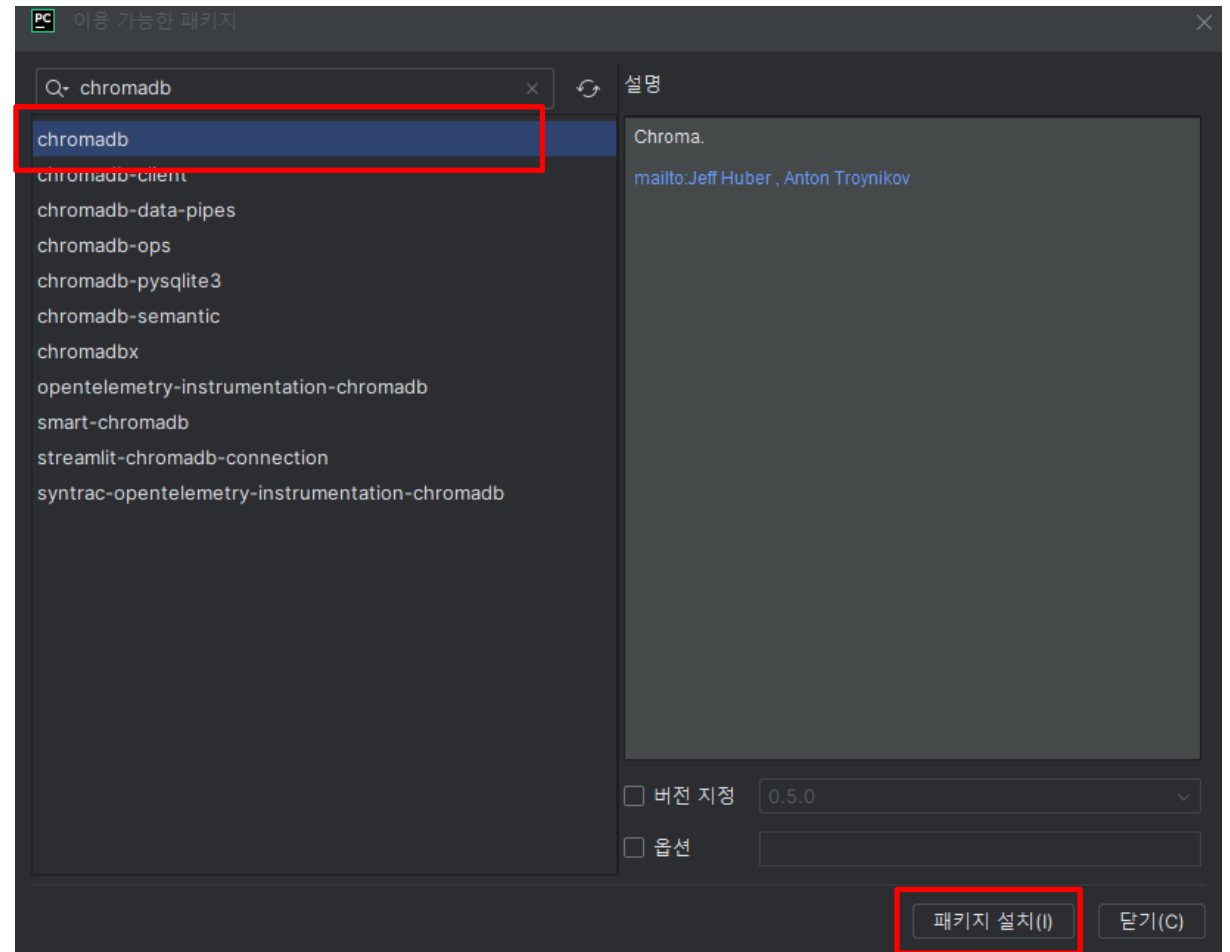 PC 이용 가능한 패키지
chromadb
설명
chromadb
chromadb-client
chromadb-data-pipes
chromadb-ops
chromadb-pysqlite3
chromadb-semantic
chromadbx
opentelemetry-instrumentation-chromadb
smart-chromadb
streamlit-chromadb-connection
syntrac-opentelemetry-instrumentation-chromadb
Chroma.
mailto:Jeff Huber , Anton Troynikov
버전 지정 0.5.0
옵션
패키지 설치(I) 닫기(C)